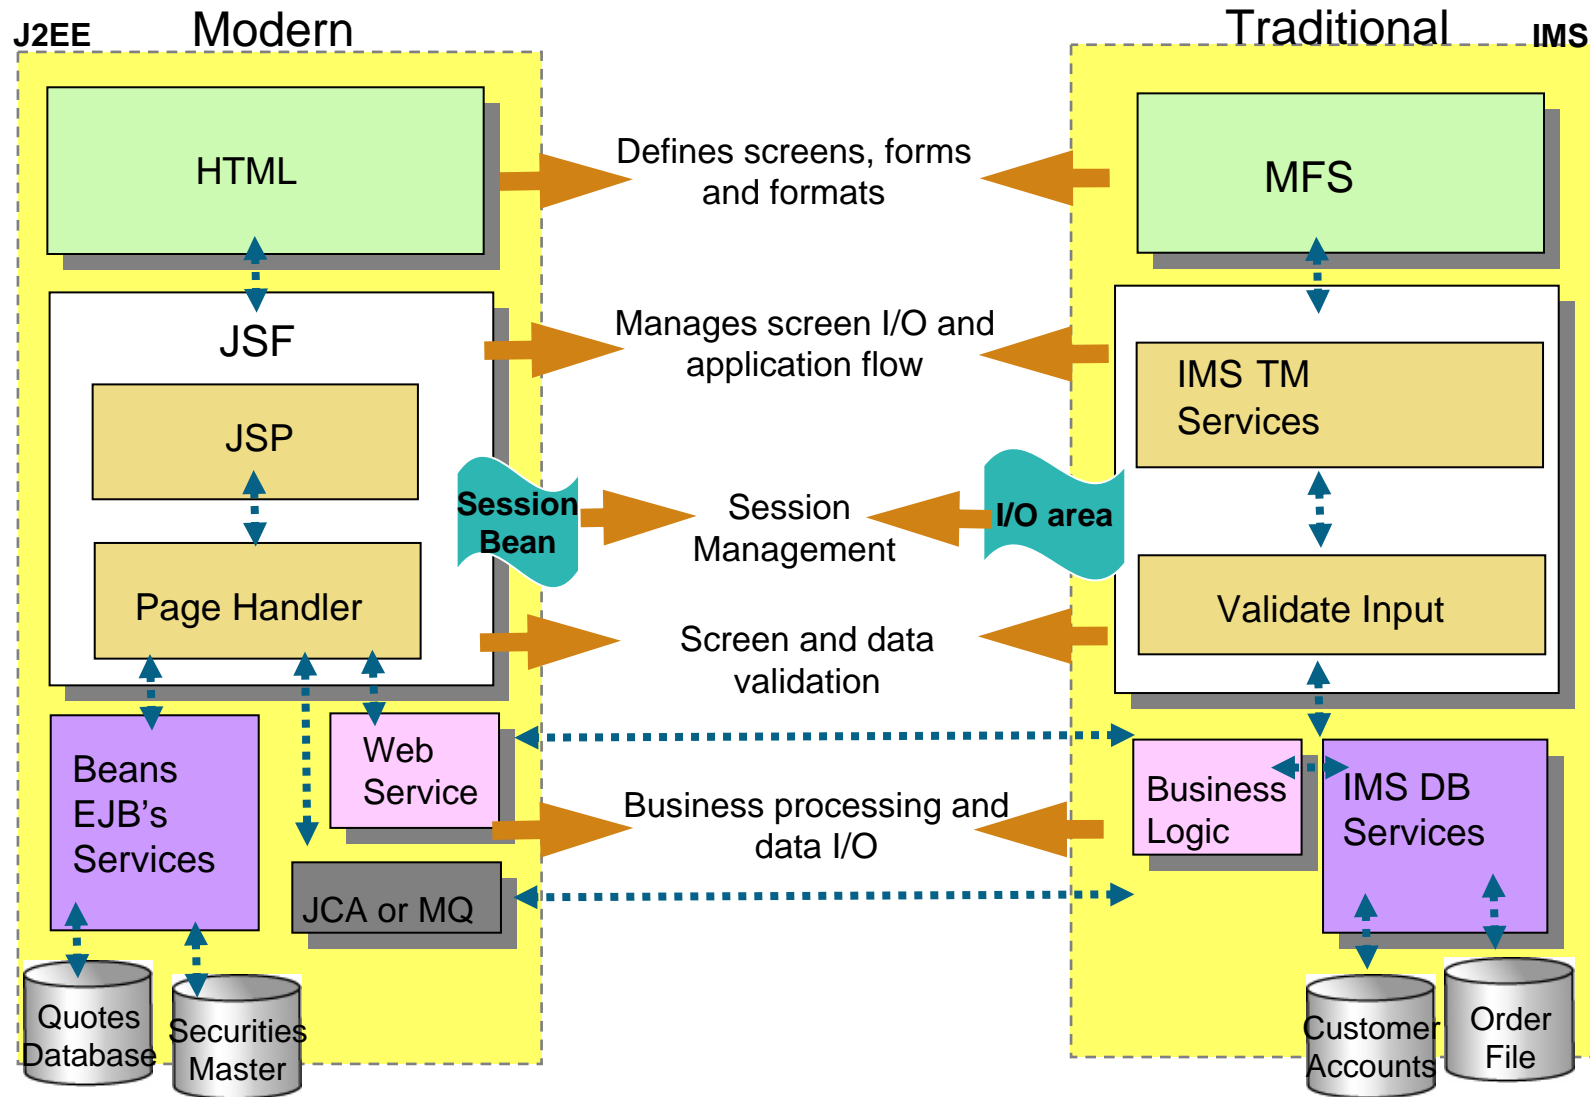 J2EE
Modern
Traditional
IMS
HTML
Defines screens, forms
and formats
MFS
JSF
Manages screen I/O and
application flow
IMS TM
Services
JSP
Session
Bean
Session
Management
I/O area
Page Handler
Screen and data
validation
Validate Input
Beans
EJB's
Services
Web
Service
Business processing and
data I/O
Business
Logic
IMS DB
Services
JCA or MQ
Quotes
Database
Securities
Master
Customer
Accounts
Order
File